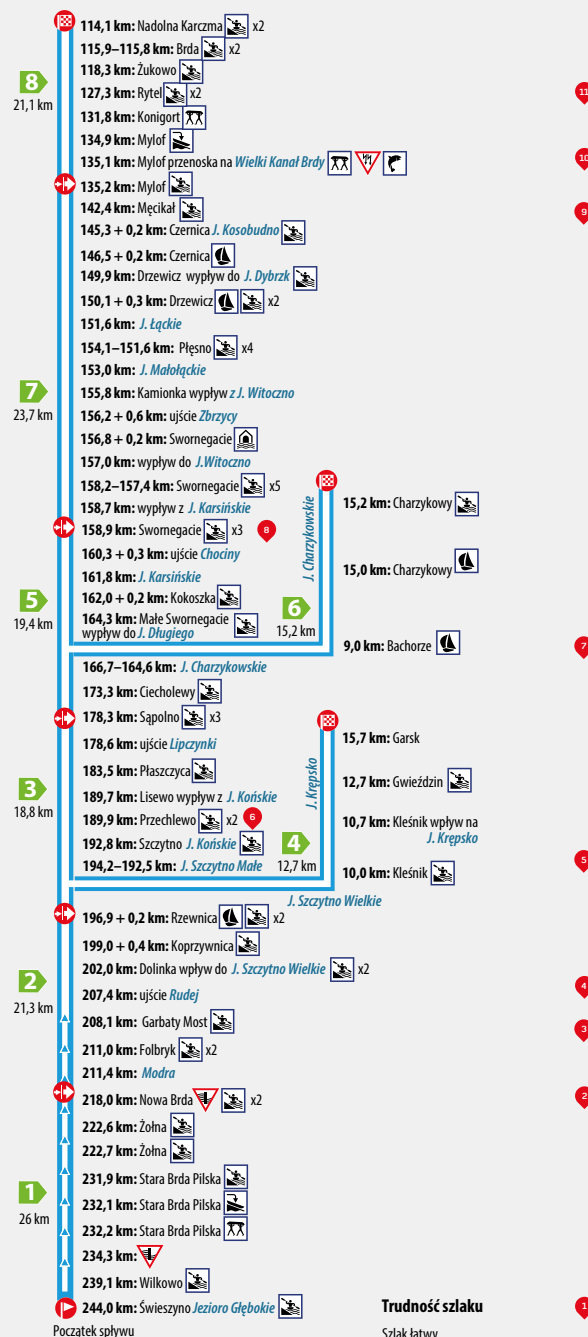 114,1 km: Nadolna Karczma x2
115,9–115,8 km: Brda x2
118,3 km: Żukowo
8
21,1 km
127,3 km: Rytel x2
131,8 km: Konigort
134,9 km: Mylof
135,1 km: Mylof przenoska na Wielki Kanał Brdy
135,2 km: Mylof
142,4 km: Męcikał
145,3 + 0,2 km: Czernica J. Kosobudno
146,5 + 0,2 km: Czernica
149,9 km: Drzewicz wypływ do J. Dybrzk
150,1 + 0,3 km: Drzewicz x2
151,6 km: J. Łąckie
154,1–151,6 km: Płęsno x4
153,0 km: J. Małołąckie
7
23,7 km
155,8 km: Kamionka wypływ z J. Witoczno
156,2 + 0,6 km: ujście Zbrzycy
156,8 + 0,2 km: Swornegacie
157,0 km: wypływ do J.Witoczno
158,2–157,4 km: Swornegacie x5
158,7 km: wypływ z J. Karsińskie
158,9 km: Swornegacie x3 8
160,3 + 0,3 km: ujście Chociny
161,8 km: J. Karsińskie
5
19,4 km
162,0 + 0,2 km: Kokoszka
164,3 km: Małe Swornegacie
wypływ do J. Długiego
J. Charzykowskie
6
15,2 km
15,2 km: Charzykowy
15,0 km: Charzykowy
9,0 km: Bachorze
166,7–164,6 km: J. Charzykowskie
173,3 km: Ciecholewy
178,3 km: Sąpolno x3
178,6 km: ujście Lipczynki
183,5 km: Płaszczyca
3
18,8 km
189,7 km: Lisewo wypływ z J. Końskie
189,9 km: Przechlewo x2 6
192,8 km: Szczytno J. Końskie
194,2–192,5 km: J. Szczytno Małe
J. Krępsko
4
12,7 km
15,7 km: Garsk
12,7 km: Gwieździn
10,7 km: Kleśnik wpływ na
J. Krępsko
10,0 km: Kleśnik
J. Szczytno Wielkie
196,9 + 0,2 km: Rzewnica x2
199,0 + 0,4 km: Koprzywnica
2
21,3 km
202,0 km: Dolinka wpływ do J. Szczytno Wielkie x2
207,4 km: ujście Rudej
208,1 km: Garbaty Most
211,0 km: Folbryk x2
211,4 km: Modra
218,0 km: Nowa Brda x2
222,6 km: Żołna
222,7 km: Żołna
1
26 km
231,9 km: Stara Brda Pilska
232,1 km: Stara Brda Pilska
232,2 km: Stara Brda Pilska
234,3 km:
239,1 km: Wilkowo
244,0 km: Świeszyno Jezioro Głębokie
Początek spływu
11
10
9
7
5
4
3
2
1
Trudność szlaku
Szlak łatwy